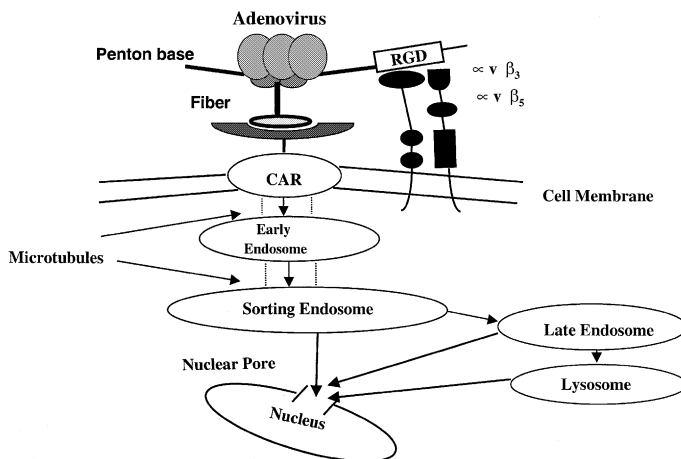 Adenovirus
Penton base
RGD
∝ v β3
Fiber
∝ v β5
CAR
Cell Membrane
Early
Endosome
Microtubules
Sorting Endosome
Late Endosome
Nuclear Pore
Lysosome
Nucleus